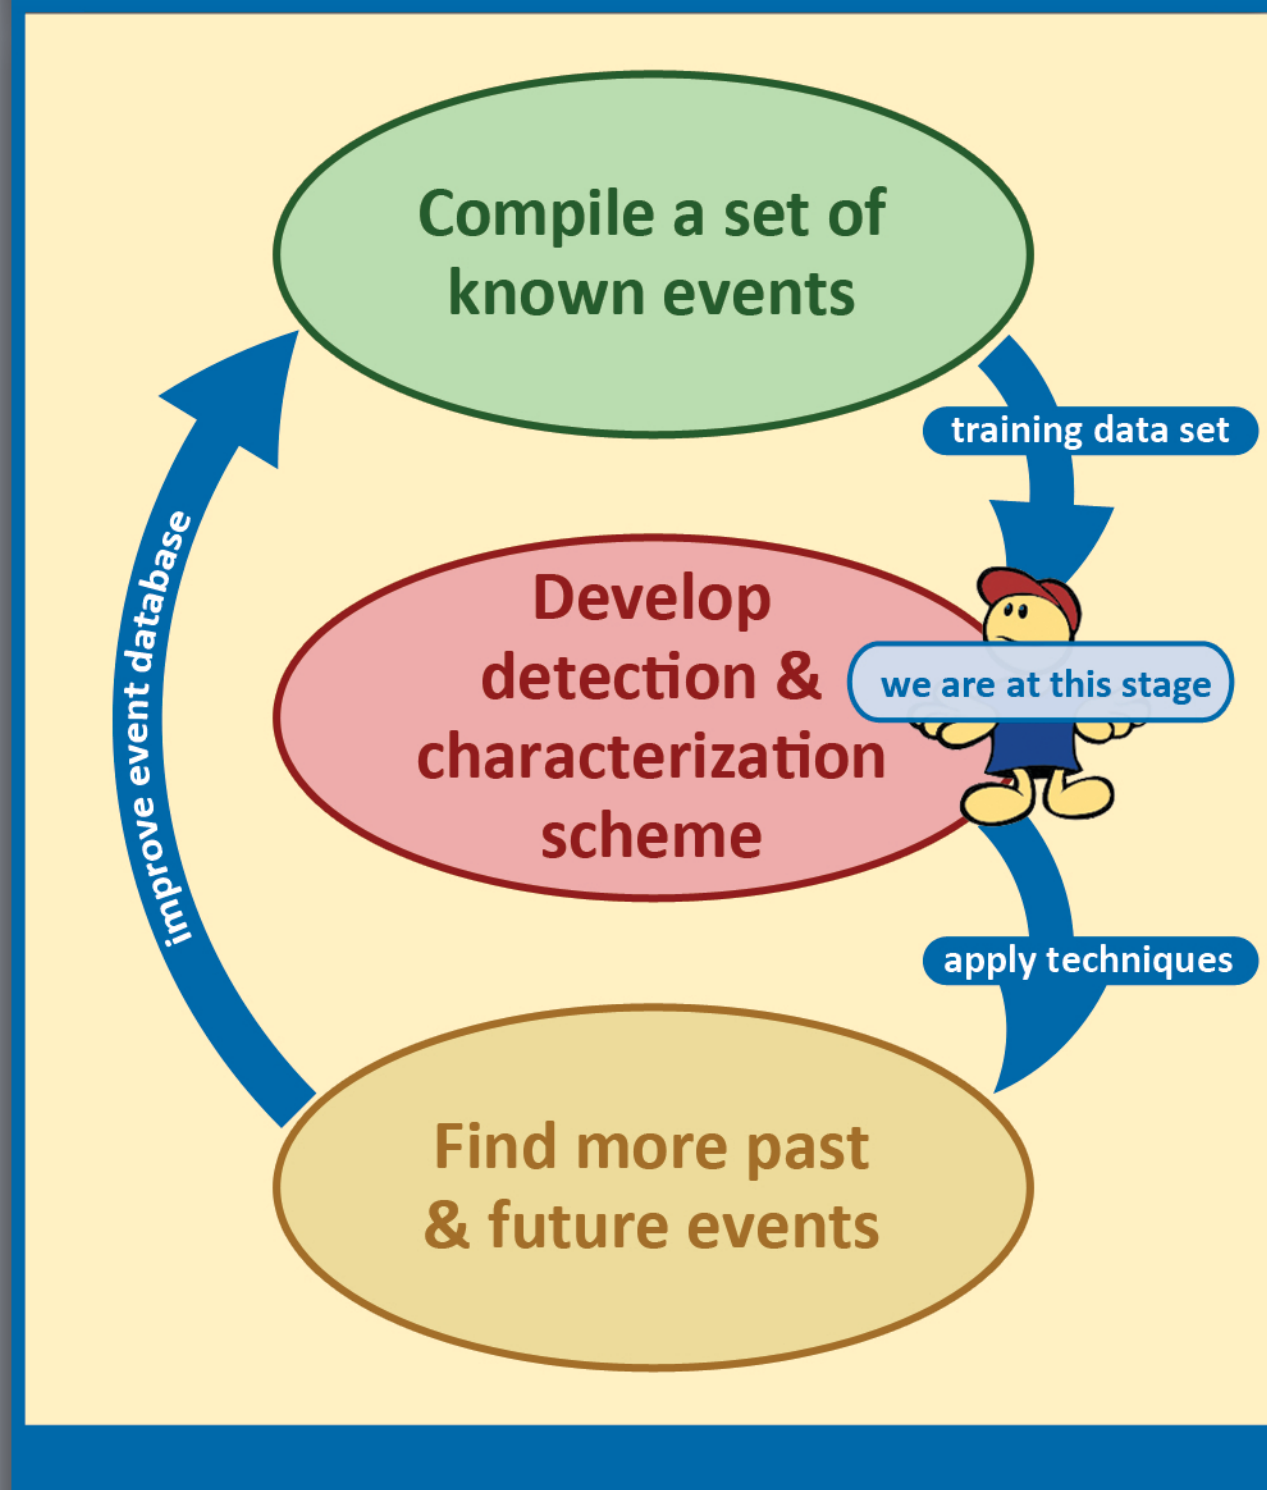 Compile a set of
known events
training data set
Develop
detection &
characterization
scheme
we are at this stage
improve event database
apply techniques
Find more past
& future events